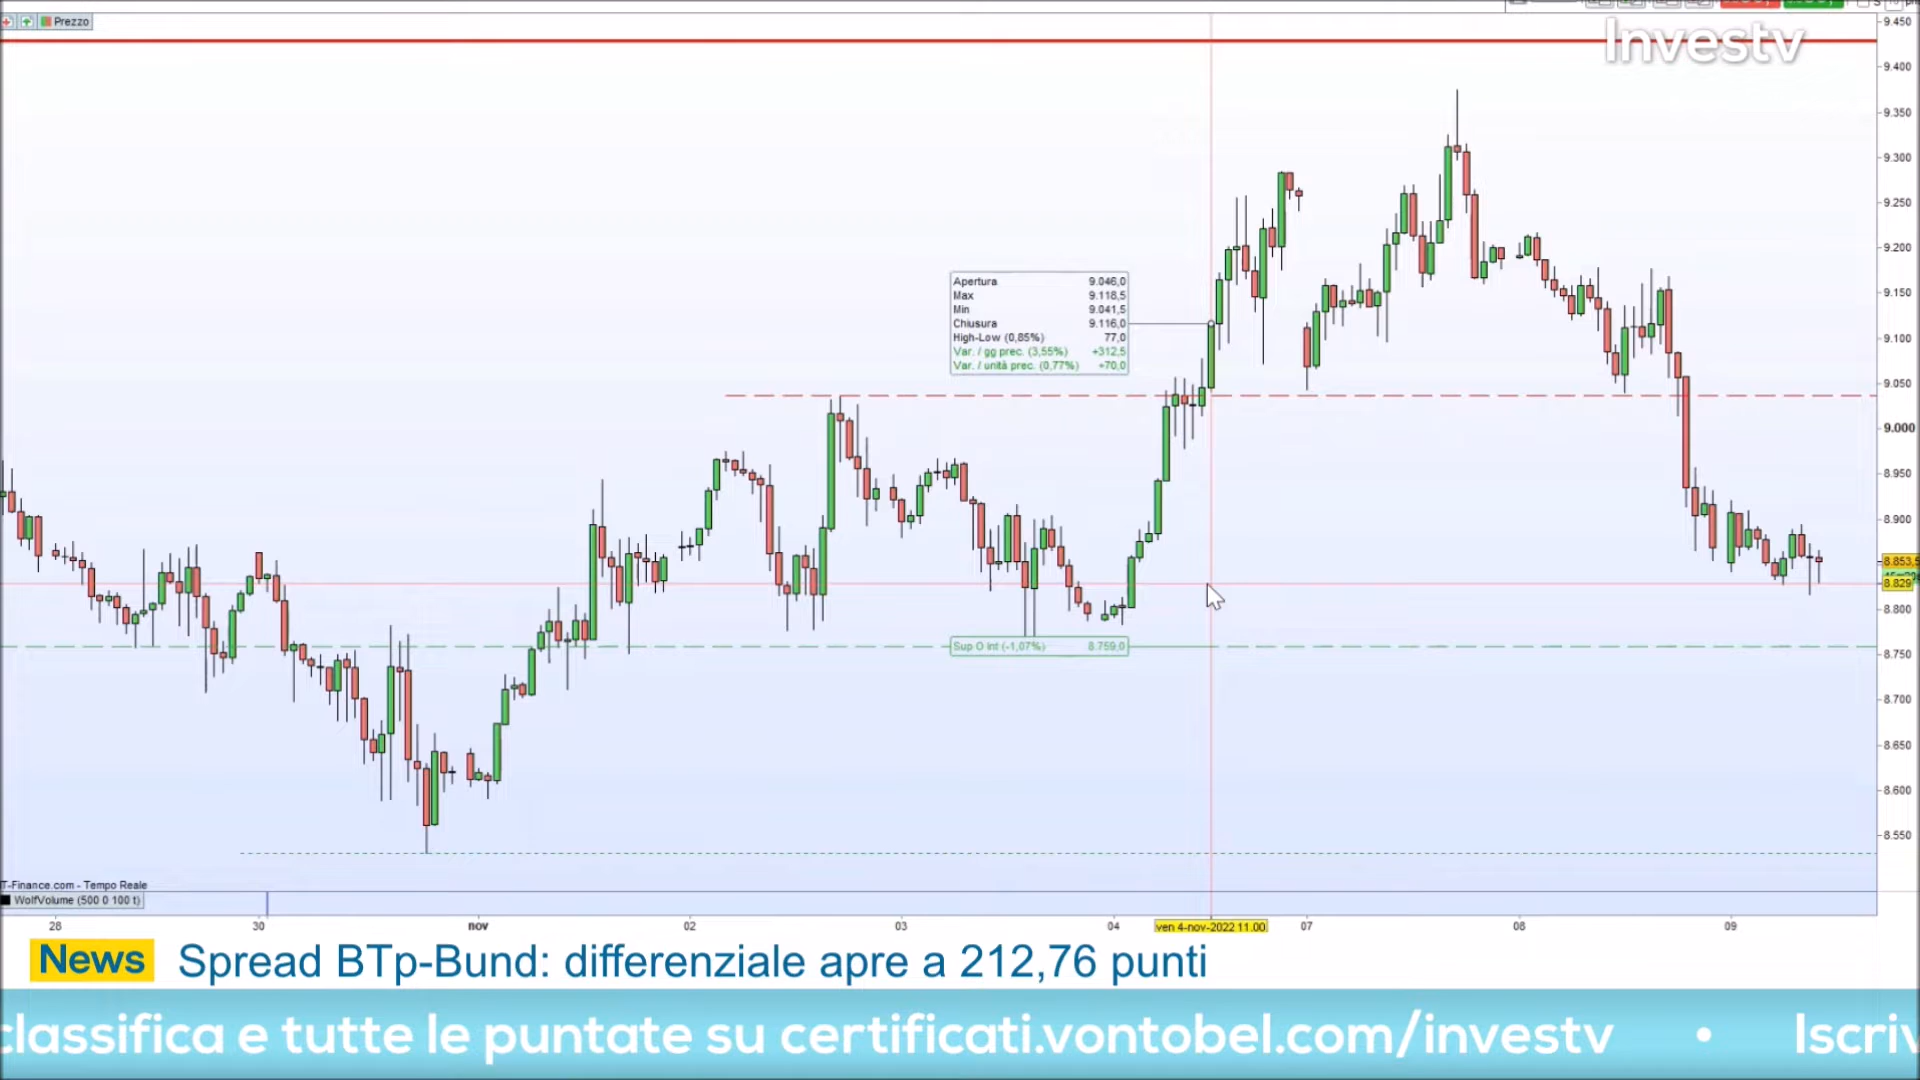 Prezzo
Investv
9.450
9.400
9.350
9.300
9.250
9.200
9.150
9.100
9.050
9.000
8.950
8.900
8.853,5
8.829
8.800
8.750
8.700
8.650
8.600
8.550
Apertura 9.046,0
Max 9.118,5
Min 9.041,5
Chiusura 9.116,0
High-Low (0,85%) 77,0
Var. / gg prec. (3,55%) +312,5
Var. / unità prec. (0,77%) +70,0
Sup O Int (-1,07%) 8.759,0
T-Finance.com - Tempo Reale
WolfVolume (500 0 100 t)
28 30 nov 02 03 04 ven 4-nov-2022 11.00 07 08 09
News Spread BTp-Bund: differenziale apre a 212,76 punti
classifica e tutte le puntate su certificati.vontobel.com/investv • Iscriv